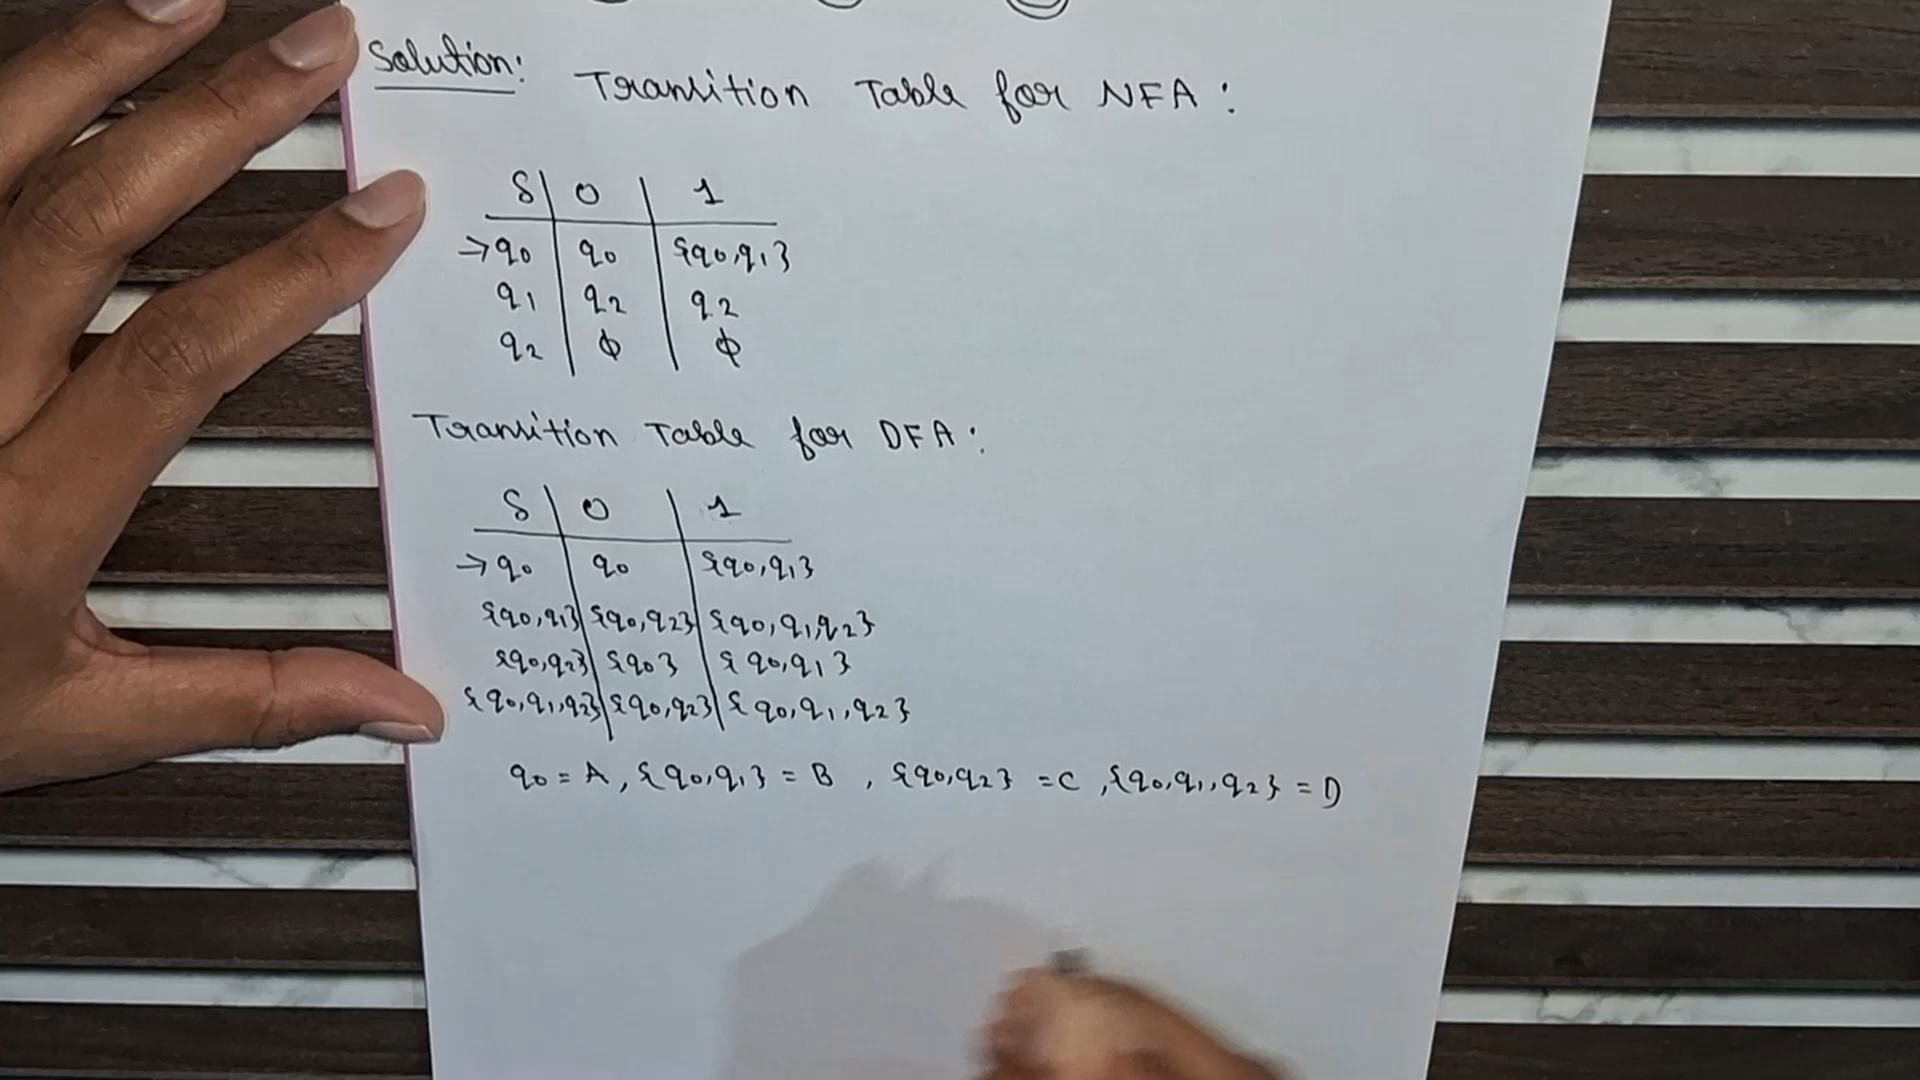 Solution: Transition Table for NFA :
δ 0 1
→q0 q0 {q0,q1}
q1 q2 q2
q2 ϕ ϕ
Transition Table for DFA :
δ 0 1
→q0 q0 {q0,q1}
{q0,q1} {q0,q2} {q0,q1,q2}
{q0,q2} {q0} {q0,q1}
{q0,q1,q2} {q0,q2} {q0,q1,q2}
q0 = A , {q0,q1} = B , {q0,q2} = C , {q0,q1,q2} = D